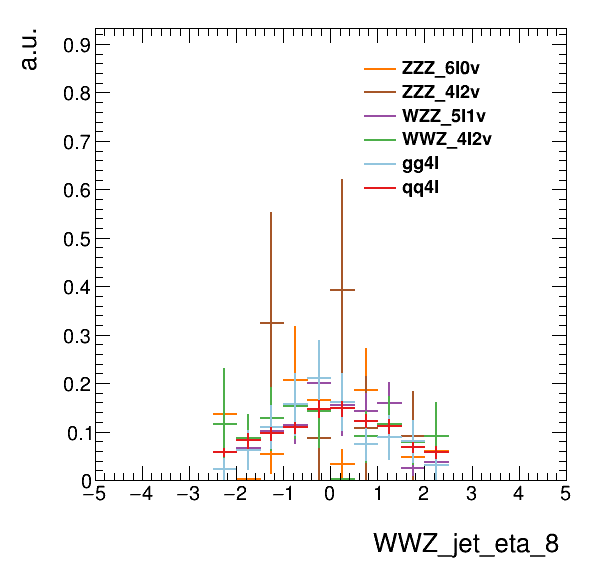 a.u.
0.9
0.8
0.7
0.6
0.5
0.4
0.3
0.2
0.1
0
ZZZ_6l0v
ZZZ_4l2v
WZZ_5l1v
WWZ_4l2v
gg4l
qq4l
−5 −4 −3 −2 −1 0 1 2 3 4 5
WWZ_jet_eta_8